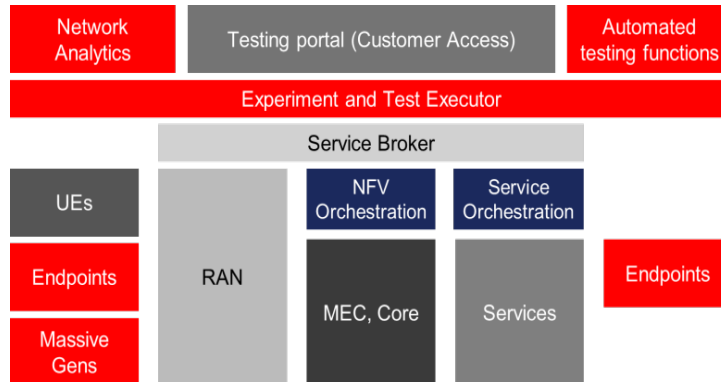 Network
Analytics
Testing portal (Customer Access)
Automated
testing functions
Experiment and Test Executor
Service Broker
UEs
RAN
NFV
Orchestration
Service
Orchestration
Endpoints
MEC, Core
Services
Endpoints
Massive
Gens